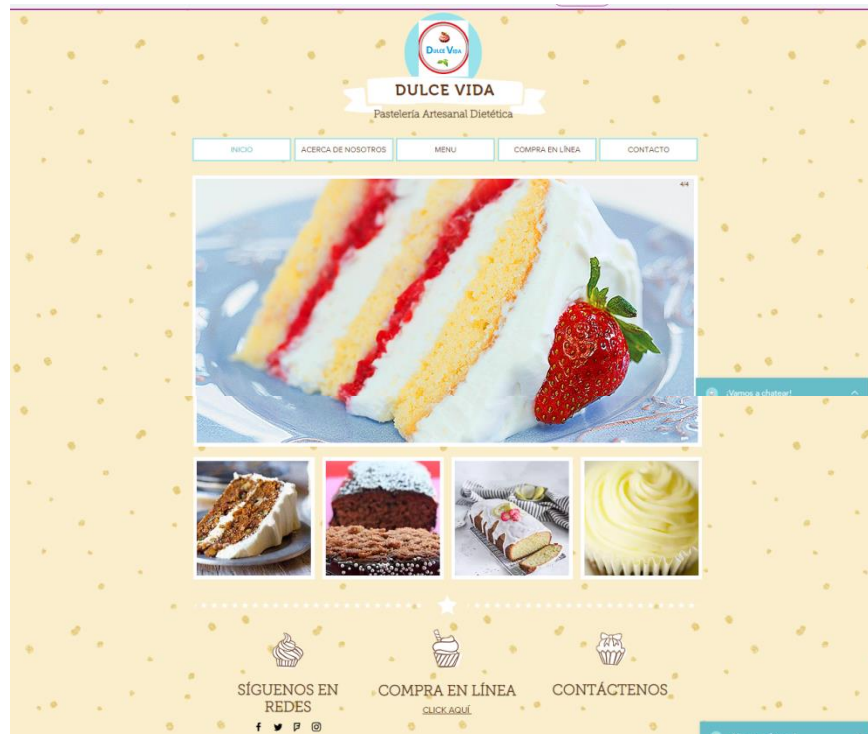 DULCE VIDA
DULCE VIDA
Pastelería Artesanal Dietética
INICIO
ACERCA DE NOSOTROS
MENU
COMPRA EN LÍNEA
CONTACTO
4/4
¡Vamos a chatear!
SÍGUENOS EN
REDES
COMPRA EN LÍNEA
CLICK AQUÍ
CONTÁCTENOS